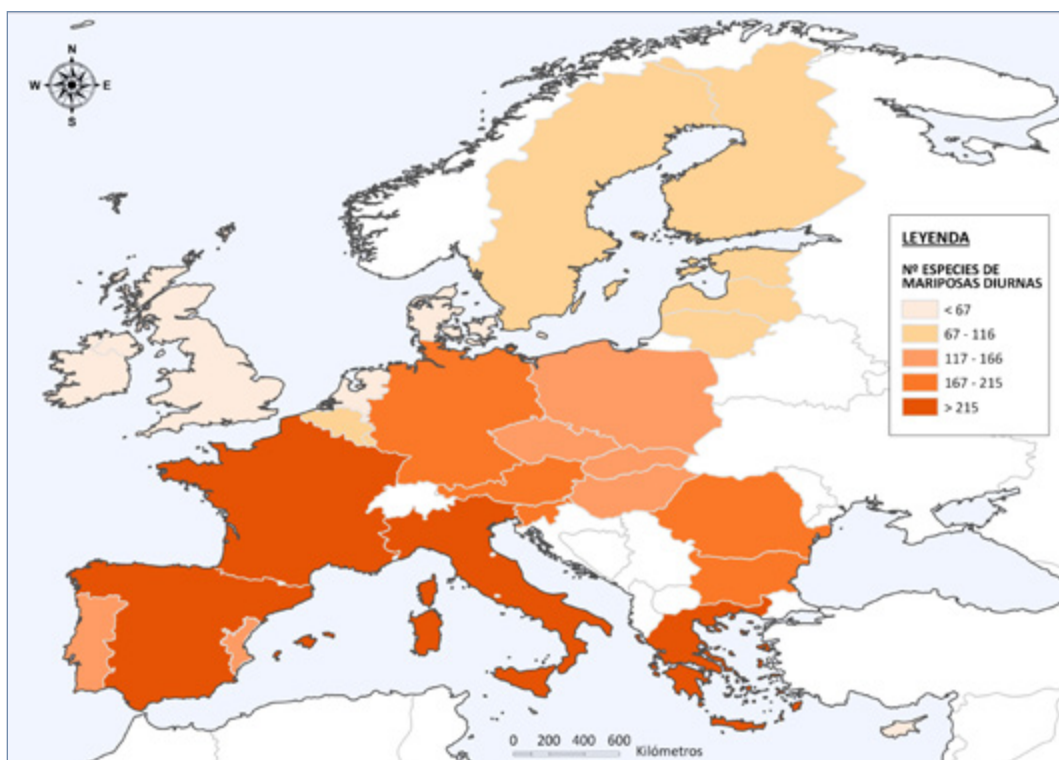 N
W E
S
LEYENDA
Nº ESPECIES DE
MARIPOSAS DIURNAS
< 67
67 - 116
117 - 166
167 - 215
> 215
0 200 400 600
Kilómetros